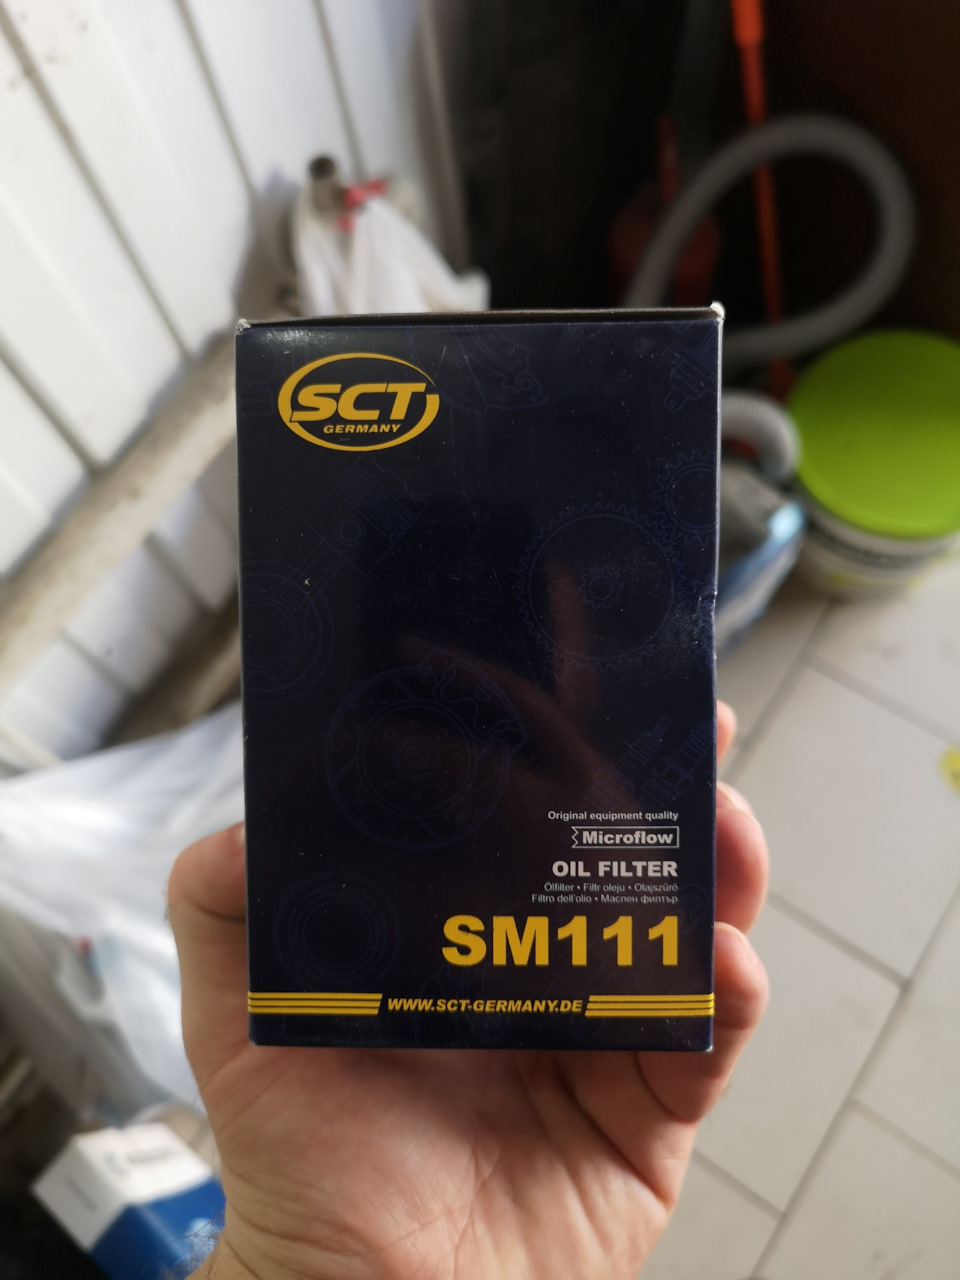 SCT
GERMANY
Original equipment quality
Microflow
OIL FILTER
Ölfilter • Filtr oleju • Olajszűrő
Filtro dell'olio • Маслен филтър
SM111
WWW.SCT-GERMANY.DE